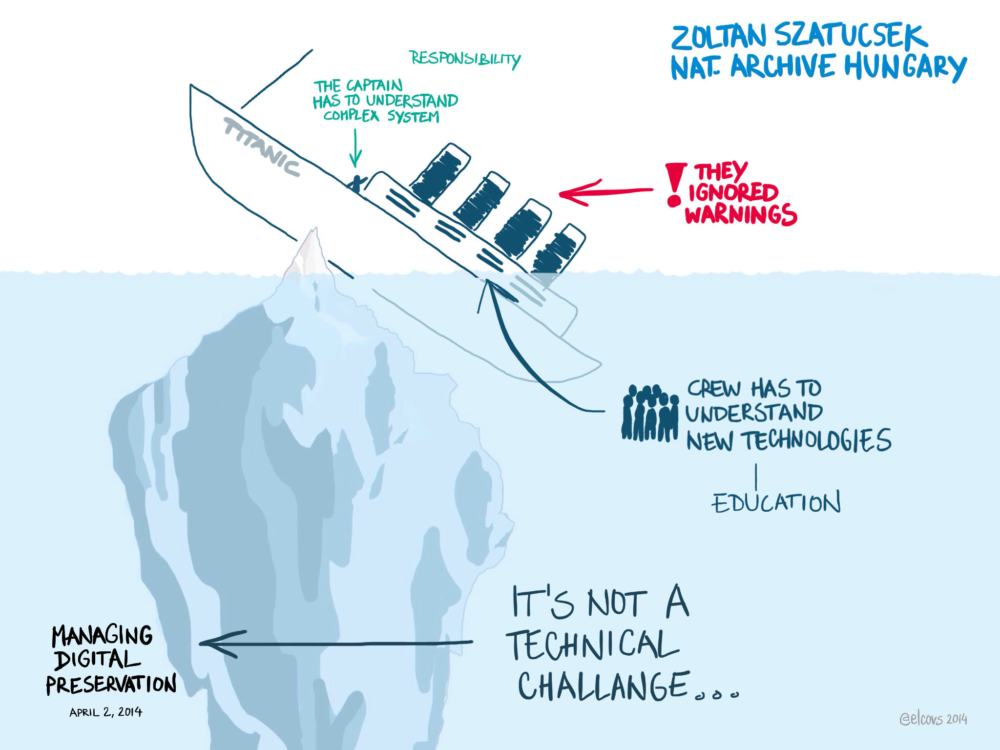 ZOLTAN SZATUCSEK
NAT. ARCHIVE HUNGARY
RESPONSIBILITY
THE CAPTAIN
HAS TO UNDERSTAND
COMPLEX SYSTEM
TITANIC
! THEY
IGNORED
WARNINGS
CREW HAS TO
UNDERSTAND
NEW TECHNOLOGIES
EDUCATION
IT'S NOT A
TECHNICAL
CHALLANGE...
MANAGING
DIGITAL
PRESERVATION
APRIL 2, 2014
@elcovs 2014